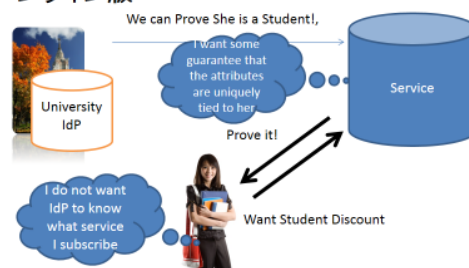 We can Prove She is a Student!,
I want some
guarantee that
the attributes
are uniquely
tied to her
Service
University
IdP
Prove it!
I do not want
IdP to know
what service
I subscribe
Want Student Discount